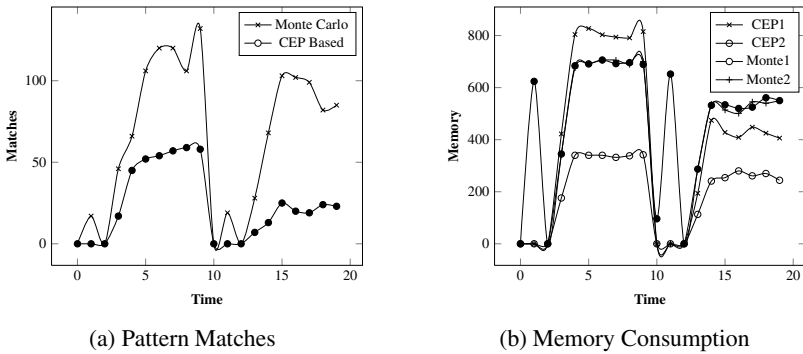 Monte Carlo
CEP Based
100
50
0
Matches
0 5 10 15 20
Time
(a) Pattern Matches
CEP1
CEP2
Monte1
Monte2
800
600
400
200
0
Memory
0 5 10 15 20
Time
(b) Memory Consumption